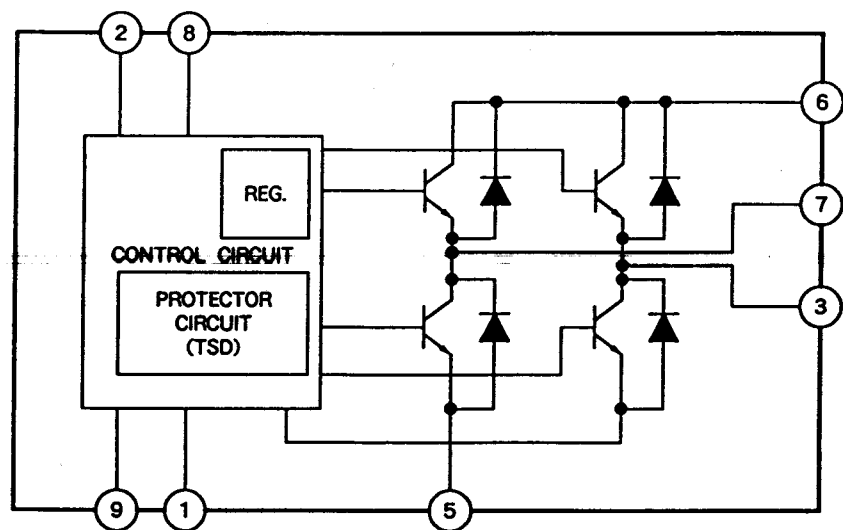 2
8
6
REG.
7
CONTROL CIRCUIT
PROTECTOR
CIRCUIT
(TSD)
3
9
1
5